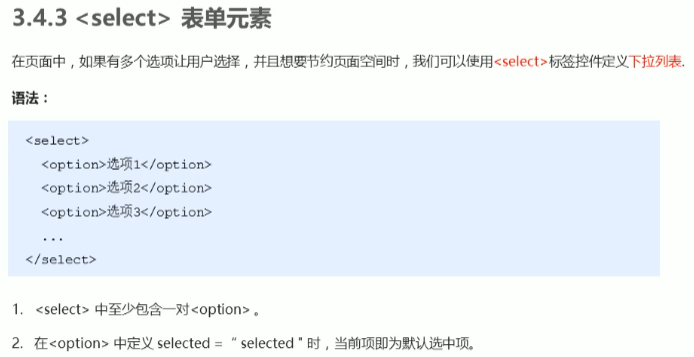 3.4.3 <select> 表单元素
在页面中，如果有多个选项让用户选择，并且想要节约页面空间时，我们可以使用<select>标签控件定义下拉列表.
语法：
<select>
<option>选项1</option>
<option>选项2</option>
<option>选项3</option>
...
</select>
1. <select> 中至少包含一对<option> 。
2. 在<option> 中定义 selected = “ selected " 时，当前项即为默认选中项。